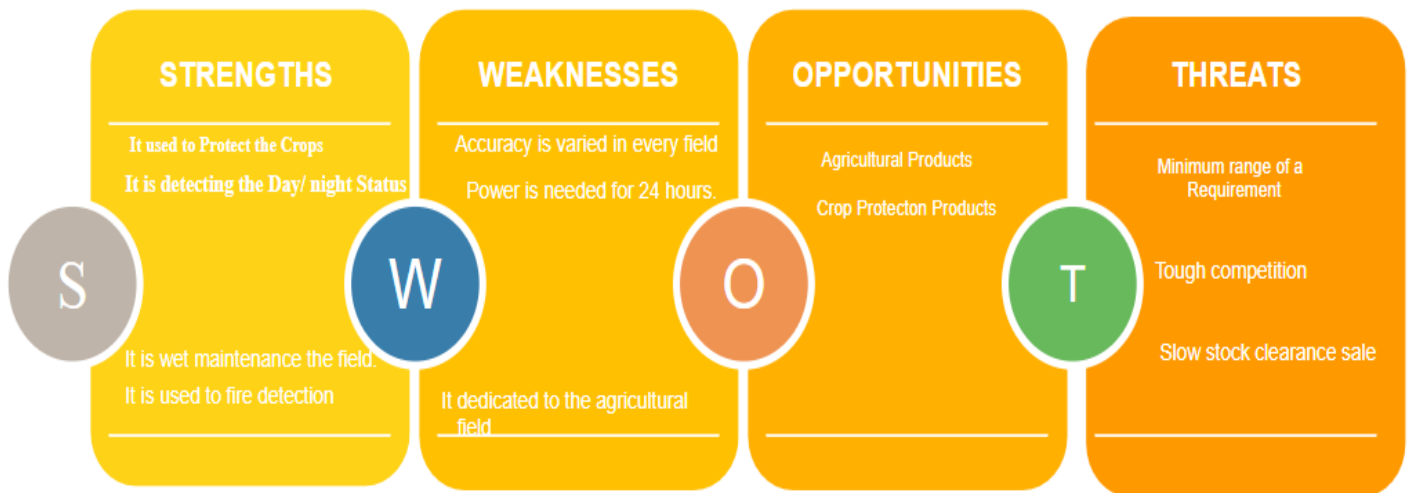 STRENGTHS
It used to Protect the Crops
It is detecting the Day/ night Status
S
It is wet maintenance the field.
It is used to fire detection
WEAKNESSES
Accuracy is varied in every field
Power is needed for 24 hours.
W
It dedicated to the agricultural
field
OPPORTUNITIES
Agricultural Products
Crop Protecton Products
O
THREATS
Minimum range of a
Requirement
T
Tough competition
Slow stock clearance sale